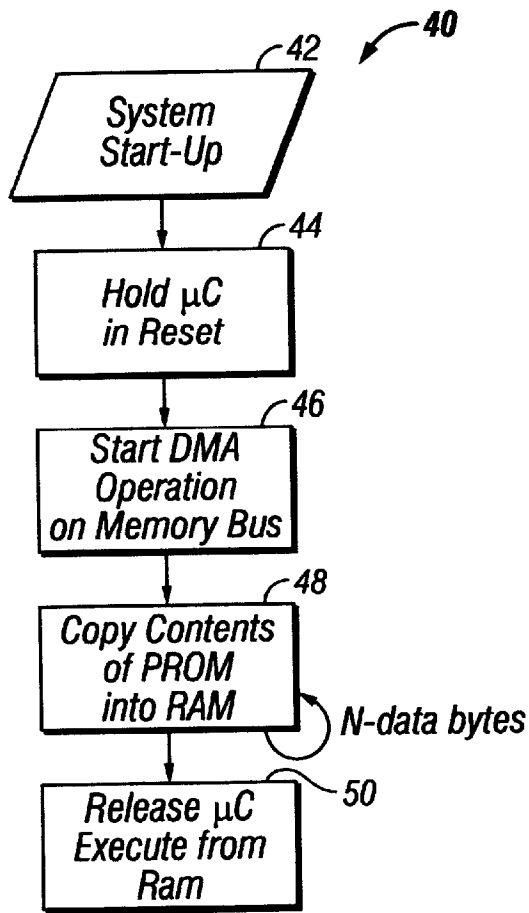 40
42
System
Start-Up
44
Hold μC
in Reset
46
Start DMA
Operation
on Memory Bus
48
Copy Contents
of PROM
into RAM
N-data bytes
50
Release μC
Execute from
Ram